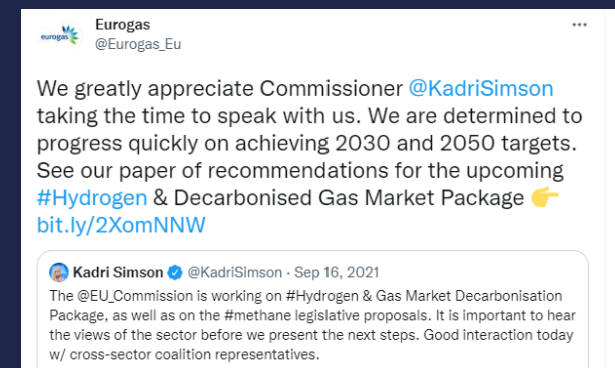 eurogas
Eurogas
@Eurogas_Eu
We greatly appreciate Commissioner @KadriSimson
taking the time to speak with us. We are determined to
progress quickly on achieving 2030 and 2050 targets.
See our paper of recommendations for the upcoming
#Hydrogen & Decarbonised Gas Market Package 👉
bit.ly/2XomNNW
Kadri Simson @KadriSimson · Sep 16, 2021
The @EU_Commission is working on #Hydrogen & Gas Market Decarbonisation
Package, as well as on the #methane legislative proposals. It is important to hear
the views of the sector before we present the next steps. Good interaction today
w/ cross-sector coalition representatives.